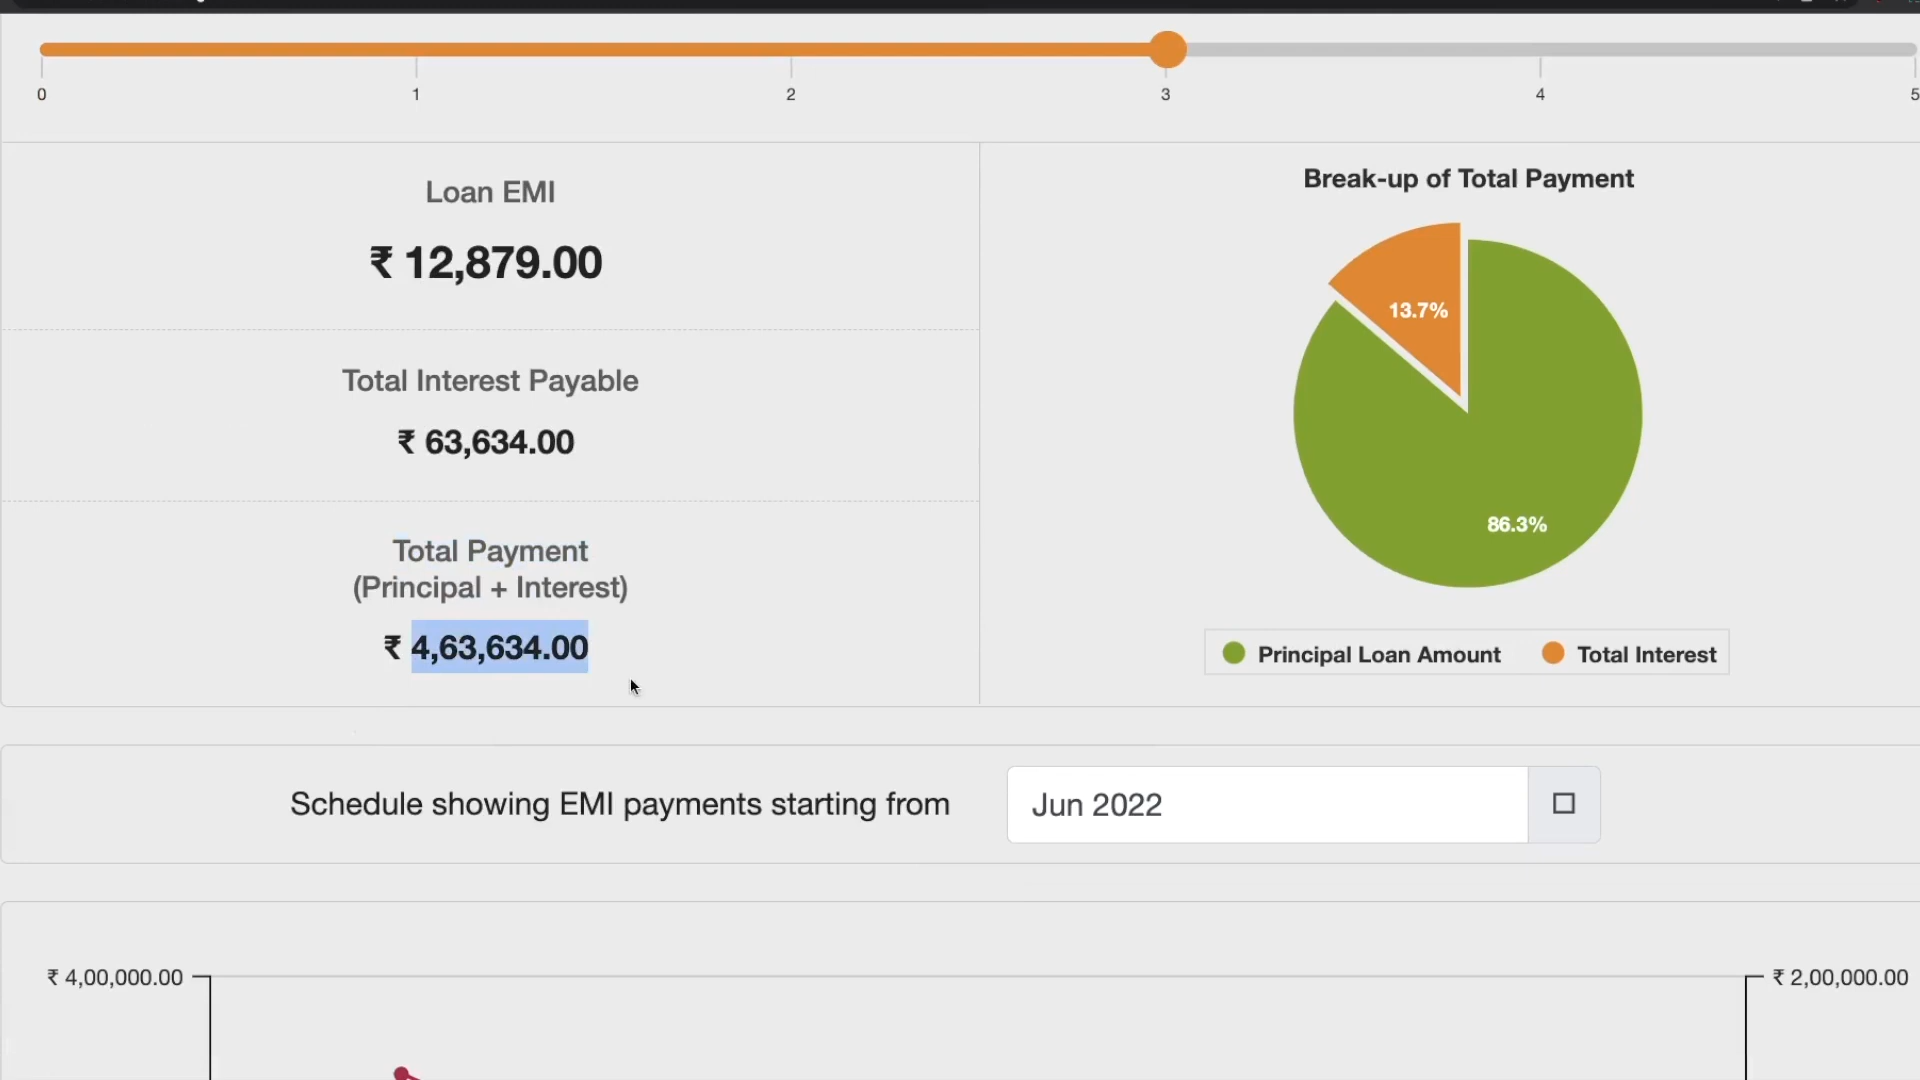 0 1 2 3 4 5
Loan EMI
₹ 12,879.00
Total Interest Payable
₹ 63,634.00
Total Payment
(Principal + Interest)
₹ 4,63,634.00
Break-up of Total Payment
13.7%
86.3%
Principal Loan Amount Total Interest
Schedule showing EMI payments starting from Jun 2022
₹ 4,00,000.00 ₹ 2,00,000.00